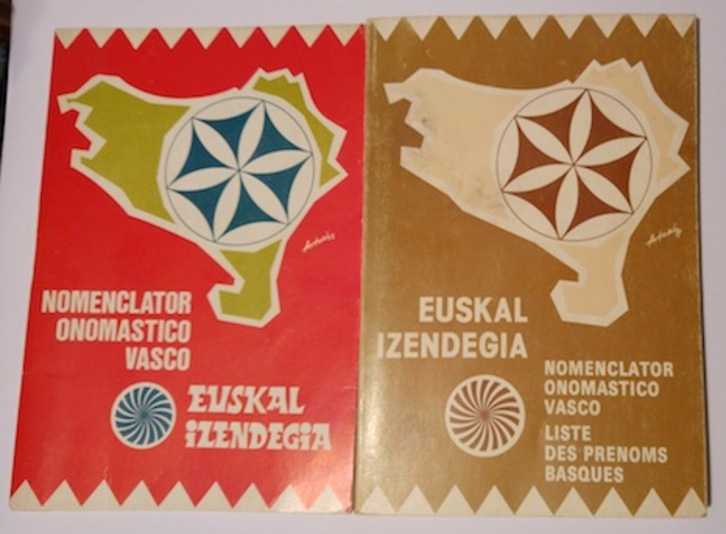 NOMENCLATOR
ONOMASTICO
VASCO
EUSKAL
iZENDEGiA
EUSKAL
IZENDEGIA
NOMENCLATOR
ONOMASTICO
VASCO
LISTE
DES PRENOMS
BASQUES